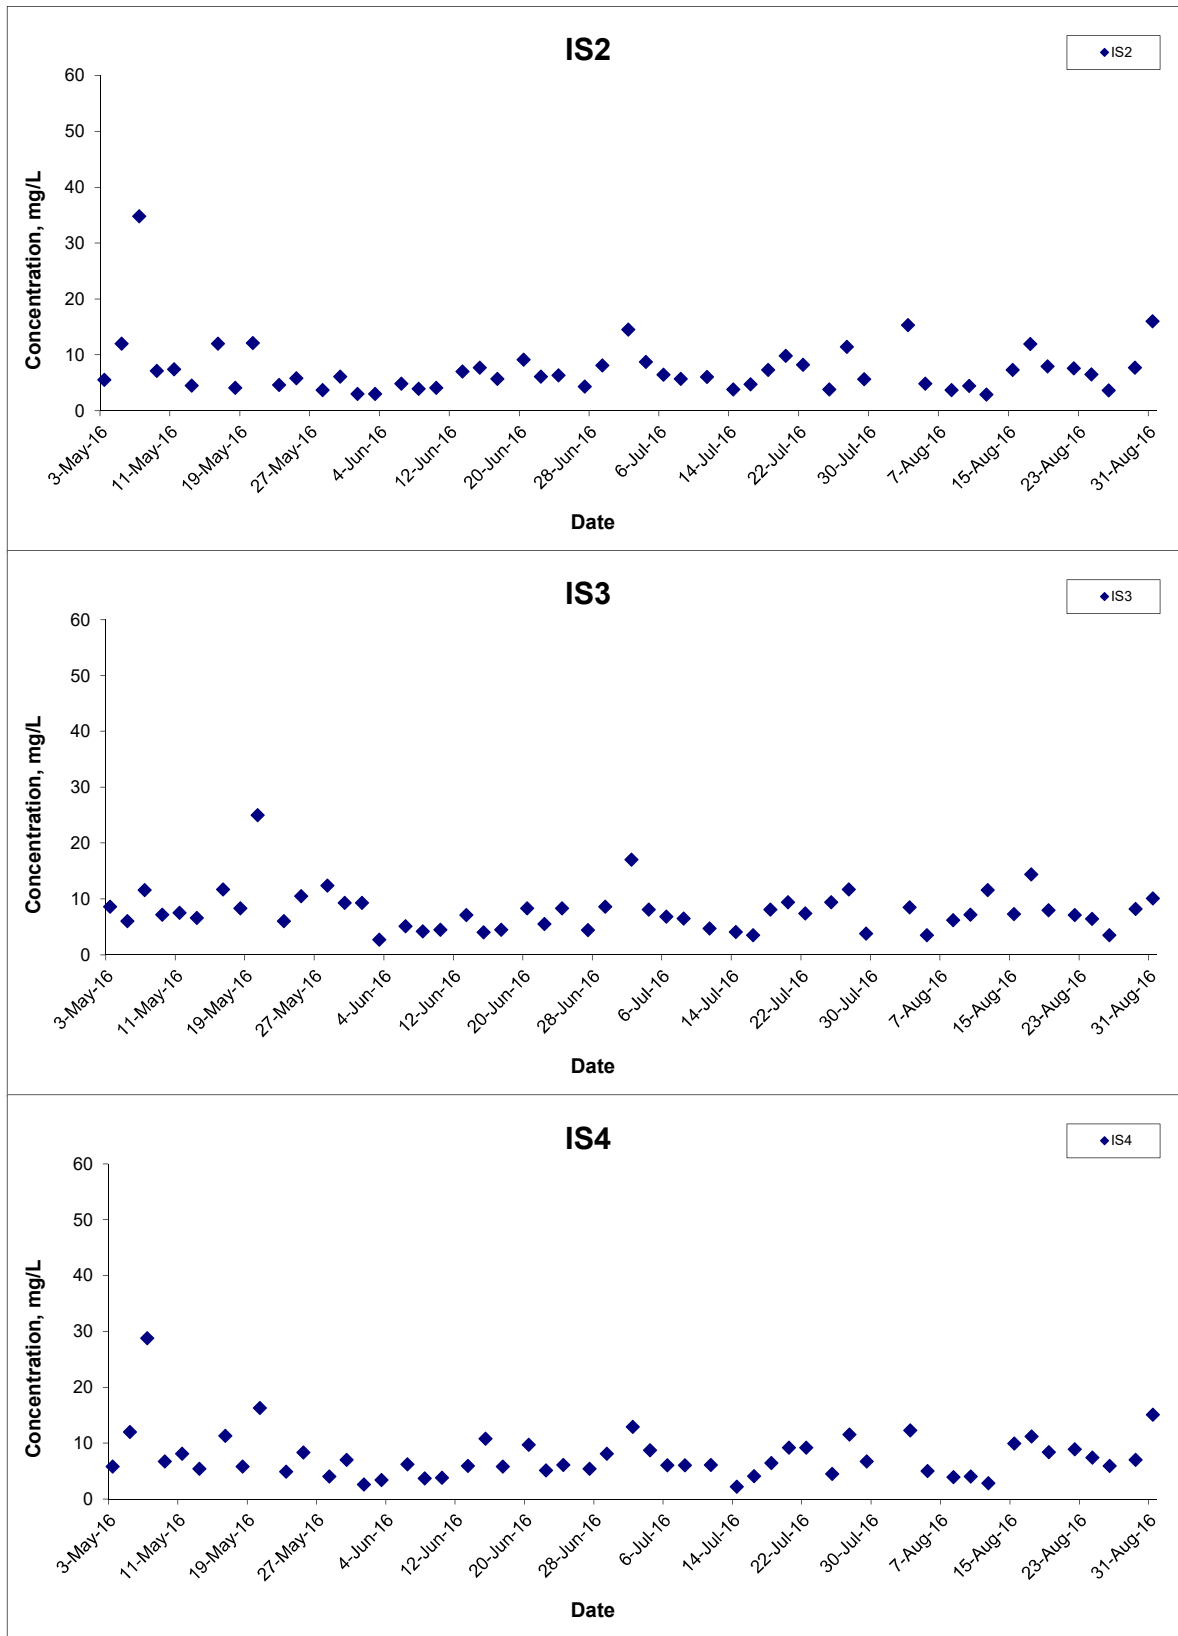 IS2
IS2
60
50
40
30
20
10
0
Concentration, mg/L
3-May-16
11-May-16
19-May-16
27-May-16
4-Jun-16
12-Jun-16
20-Jun-16
28-Jun-16
6-Jul-16
14-Jul-16
22-Jul-16
30-Jul-16
7-Aug-16
15-Aug-16
23-Aug-16
31-Aug-16
Date
IS3
IS3
60
50
40
30
20
10
0
Concentration, mg/L
3-May-16
11-May-16
19-May-16
27-May-16
4-Jun-16
12-Jun-16
20-Jun-16
28-Jun-16
6-Jul-16
14-Jul-16
22-Jul-16
30-Jul-16
7-Aug-16
15-Aug-16
23-Aug-16
31-Aug-16
Date
IS4
IS4
60
50
40
30
20
10
0
Concentration, mg/L
3-May-16
11-May-16
19-May-16
27-May-16
4-Jun-16
12-Jun-16
20-Jun-16
28-Jun-16
6-Jul-16
14-Jul-16
22-Jul-16
30-Jul-16
7-Aug-16
15-Aug-16
23-Aug-16
31-Aug-16
Date